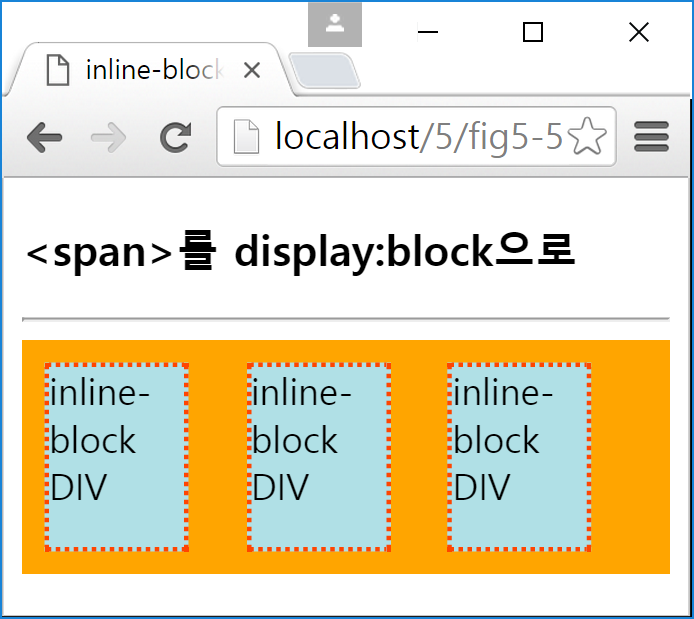 inline-block
localhost/5/fig5-5
<span>를 display:block으로
inline-
block
DIV
inline-
block
DIV
inline-
block
DIV